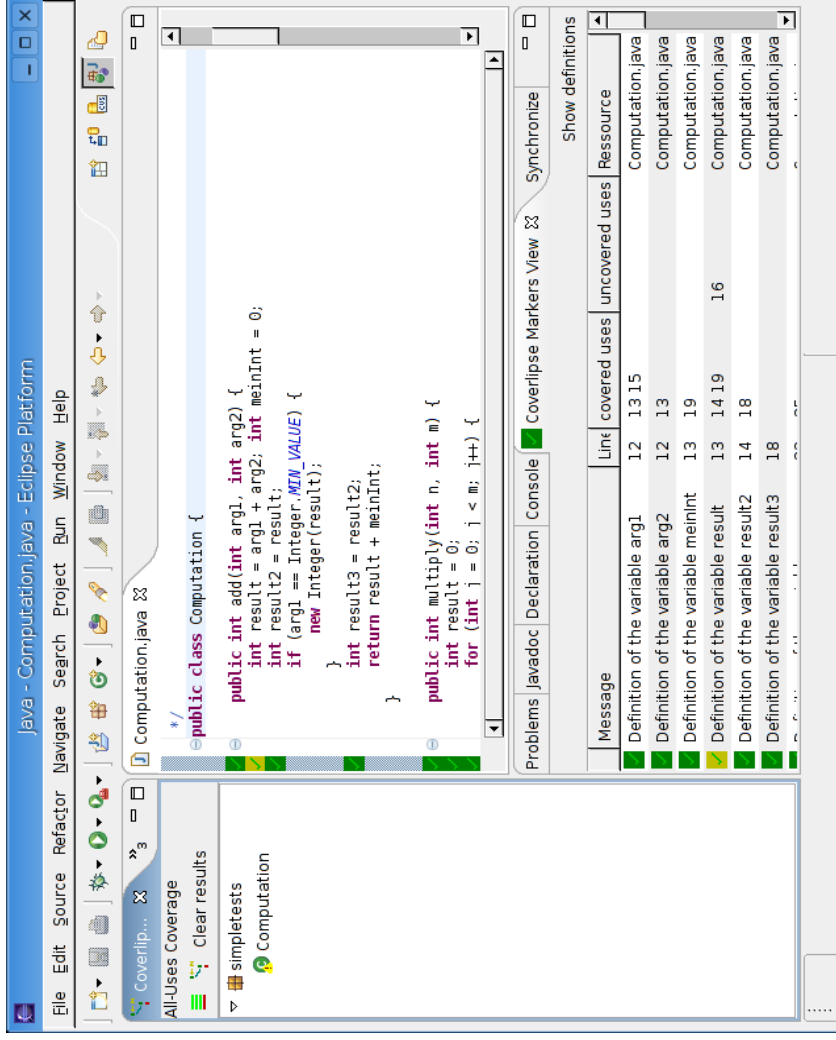 Java - Computation.java - Eclipse Platform
File Edit Source Refactor Navigate Search Project Run Window Help
Coverlip... 3
All-Uses Coverage
Clear results
simpletests
Computation
Computation.java
*/
public class Computation {
public int add(int arg1, int arg2) {
int result = arg1 + arg2; int meinInt = 0;
int result2 = result;
if (arg1 == Integer.MIN_VALUE) {
new Integer(result);
}
int result3 = result2;
return result + meinInt;
}
public int multiply(int n, int m) {
int result = 0;
for (int j = 0; j < m; j++) {
Problems Javadoc Declaration Console Coverlipse Markers View Synchronize
Show definitions
Message Line covered uses uncovered uses Ressource
Definition of the variable arg1 12 13 15 Computation.java
Definition of the variable arg2 12 13 Computation.java
Definition of the variable meinInt 13 19 Computation.java
Definition of the variable result 13 14 19 16 Computation.java
Definition of the variable result2 14 18 Computation.java
Definition of the variable result3 18 Computation.java